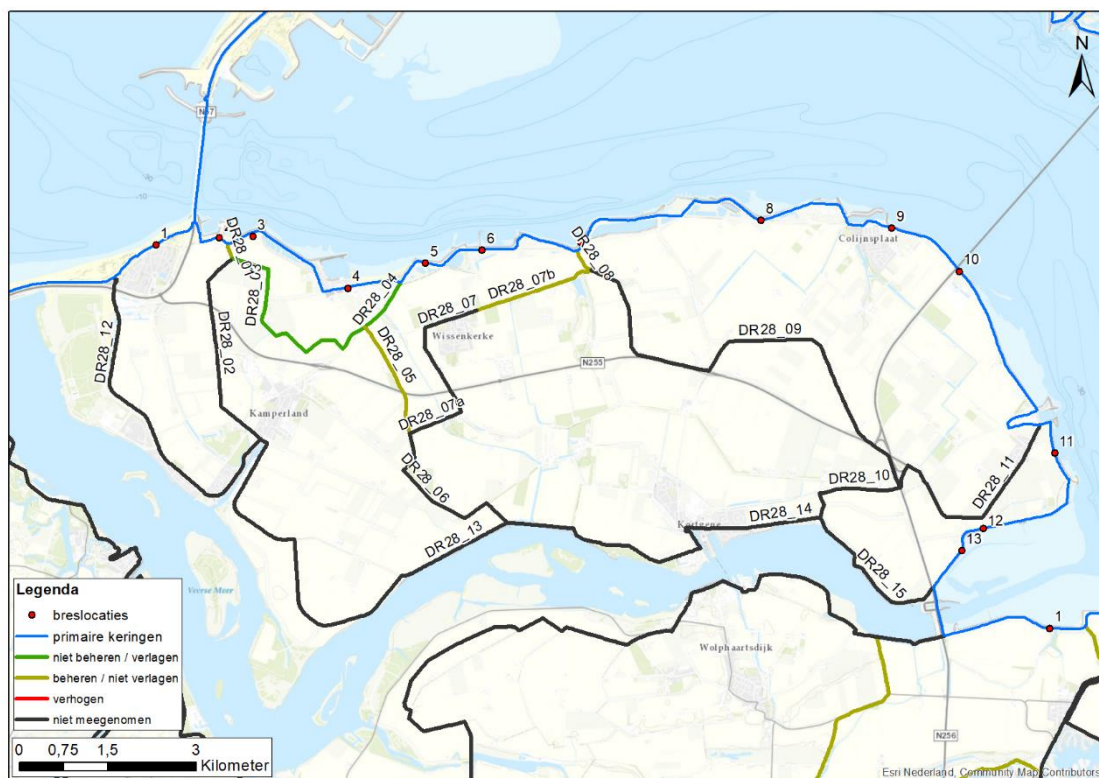 N
N57
1
3
4
5
6
8
9
10
11
12
13
1
DR28_01
DR28_04
DR28_08
DR28_07b
DR28_07
DR28_05
DR28_07a
DR28_06
DR28_02
DR28_12
DR28_13
DR28_09
DR28_10
DR28_11
DR28_14
DR28_15
Colijnsplaat
Wissenkerke
Kamperland
N255
Kortgene
Veerse Meer
Wolphaartsdijk
N256
Legenda
breslocaties
primaire keringen
niet beheren / verlagen
beheren / niet verlagen
verhogen
niet meegenomen
0 0,75 1,5 3
Kilometer
Esri Nederland, Community Map Contributors